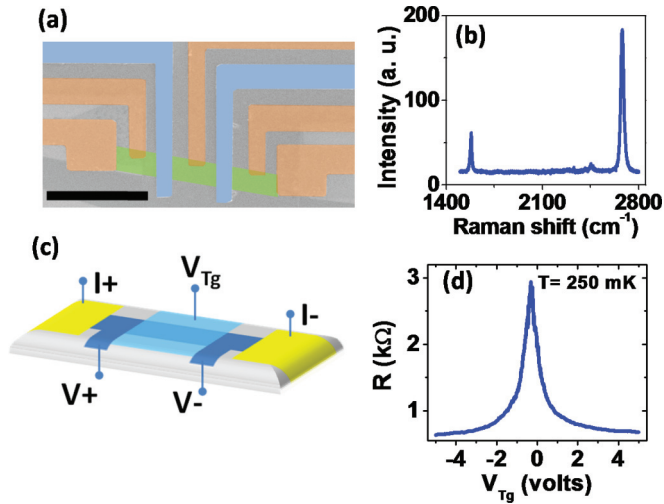 (a)
(b)
Intensity (a. u.)
200
100
0
1400
2100
2800
Raman shift (cm⁻¹)
(c)
I+
V_Tg
I-
V+
V-
(d)
T= 250 mK
R (kΩ)
3
2
1
-4
-2
0
2
4
V_Tg (volts)